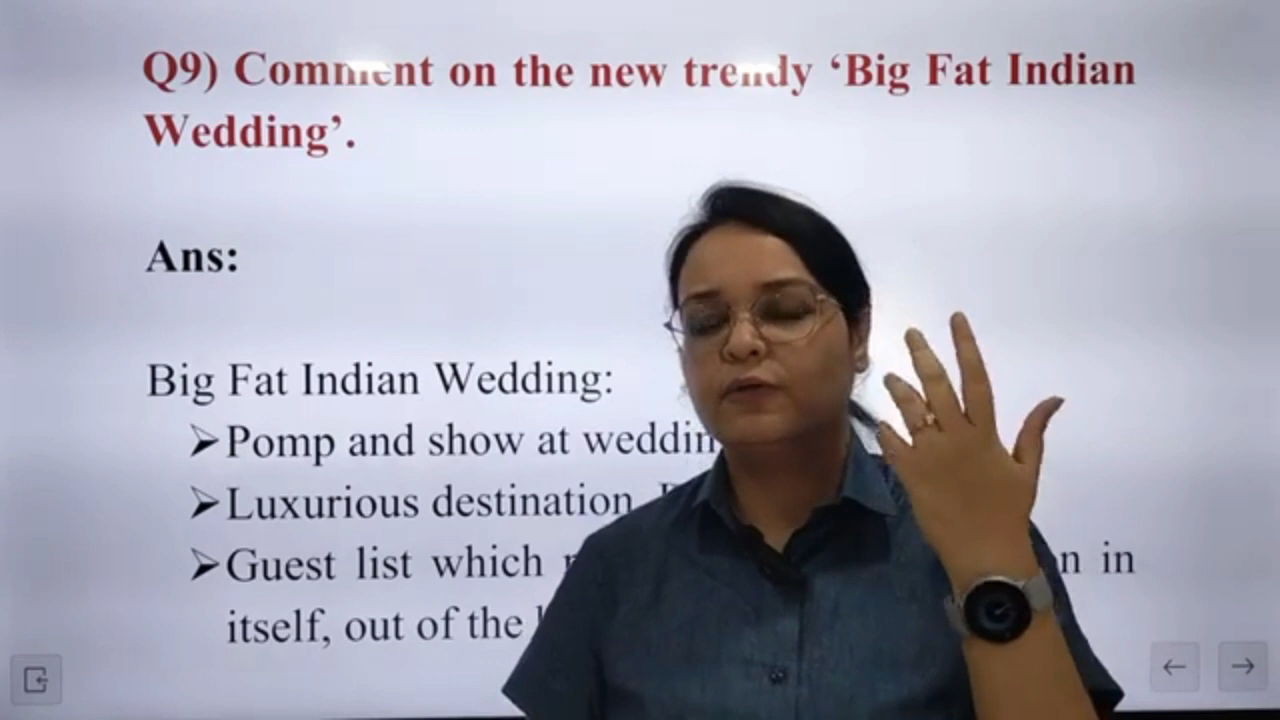 Q9) Comment on the new trendy ‘Big Fat Indian
Wedding’.
Ans:
Big Fat Indian Wedding:
➢Pomp and show at weddin
➢Luxurious destination
➢Guest list which in
itself, out of the